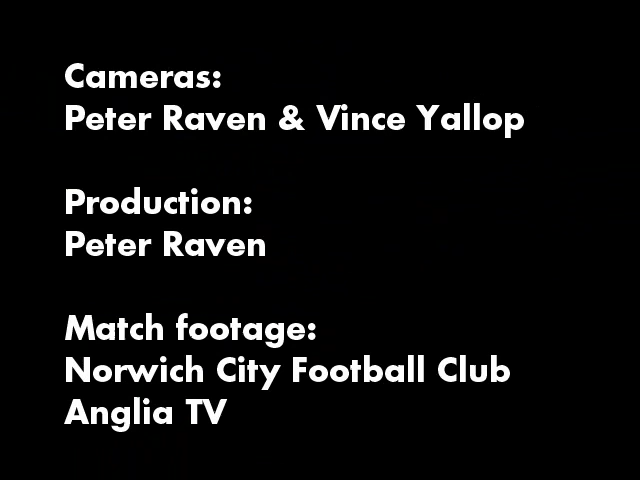 Cameras:
Peter Raven & Vince Yallop
Production:
Peter Raven
Match footage:
Norwich City Football Club
Anglia TV